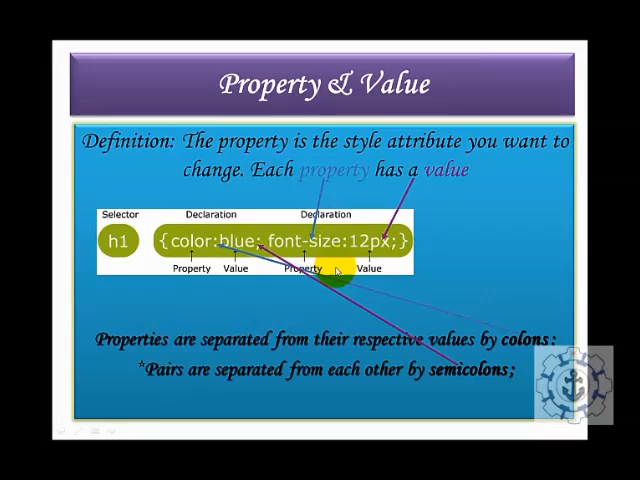 Property & Value
Definition: The property is the style attribute you want to
change. Each property has a value
Selector Declaration Declaration
h1 {color:blue; font-size:12px;}
Property Value Property Value
Properties are separated from their respective values by colons:
*Pairs are separated from each other by semicolons;